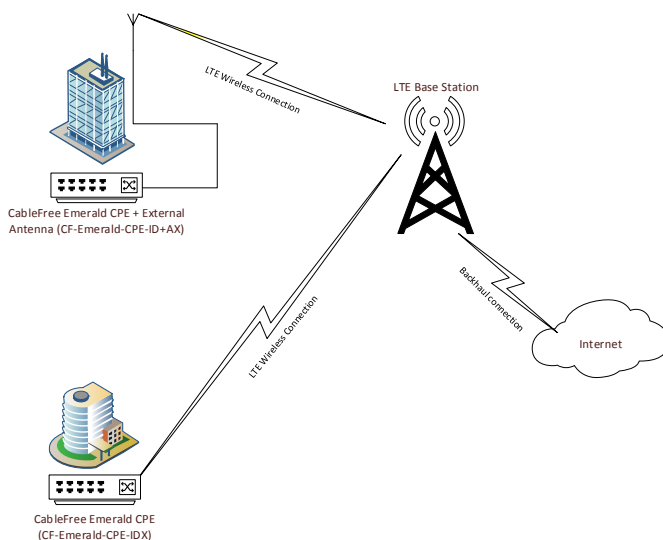 LTE Wireless Connection
LTE Base Station
CableFree Emerald CPE + External
Antenna (CF-Emerald-CPE-ID+AX)
Backhaul connection
LTE Wireless Connection
Internet
CableFree Emerald CPE
(CF-Emerald-CPE-IDX)